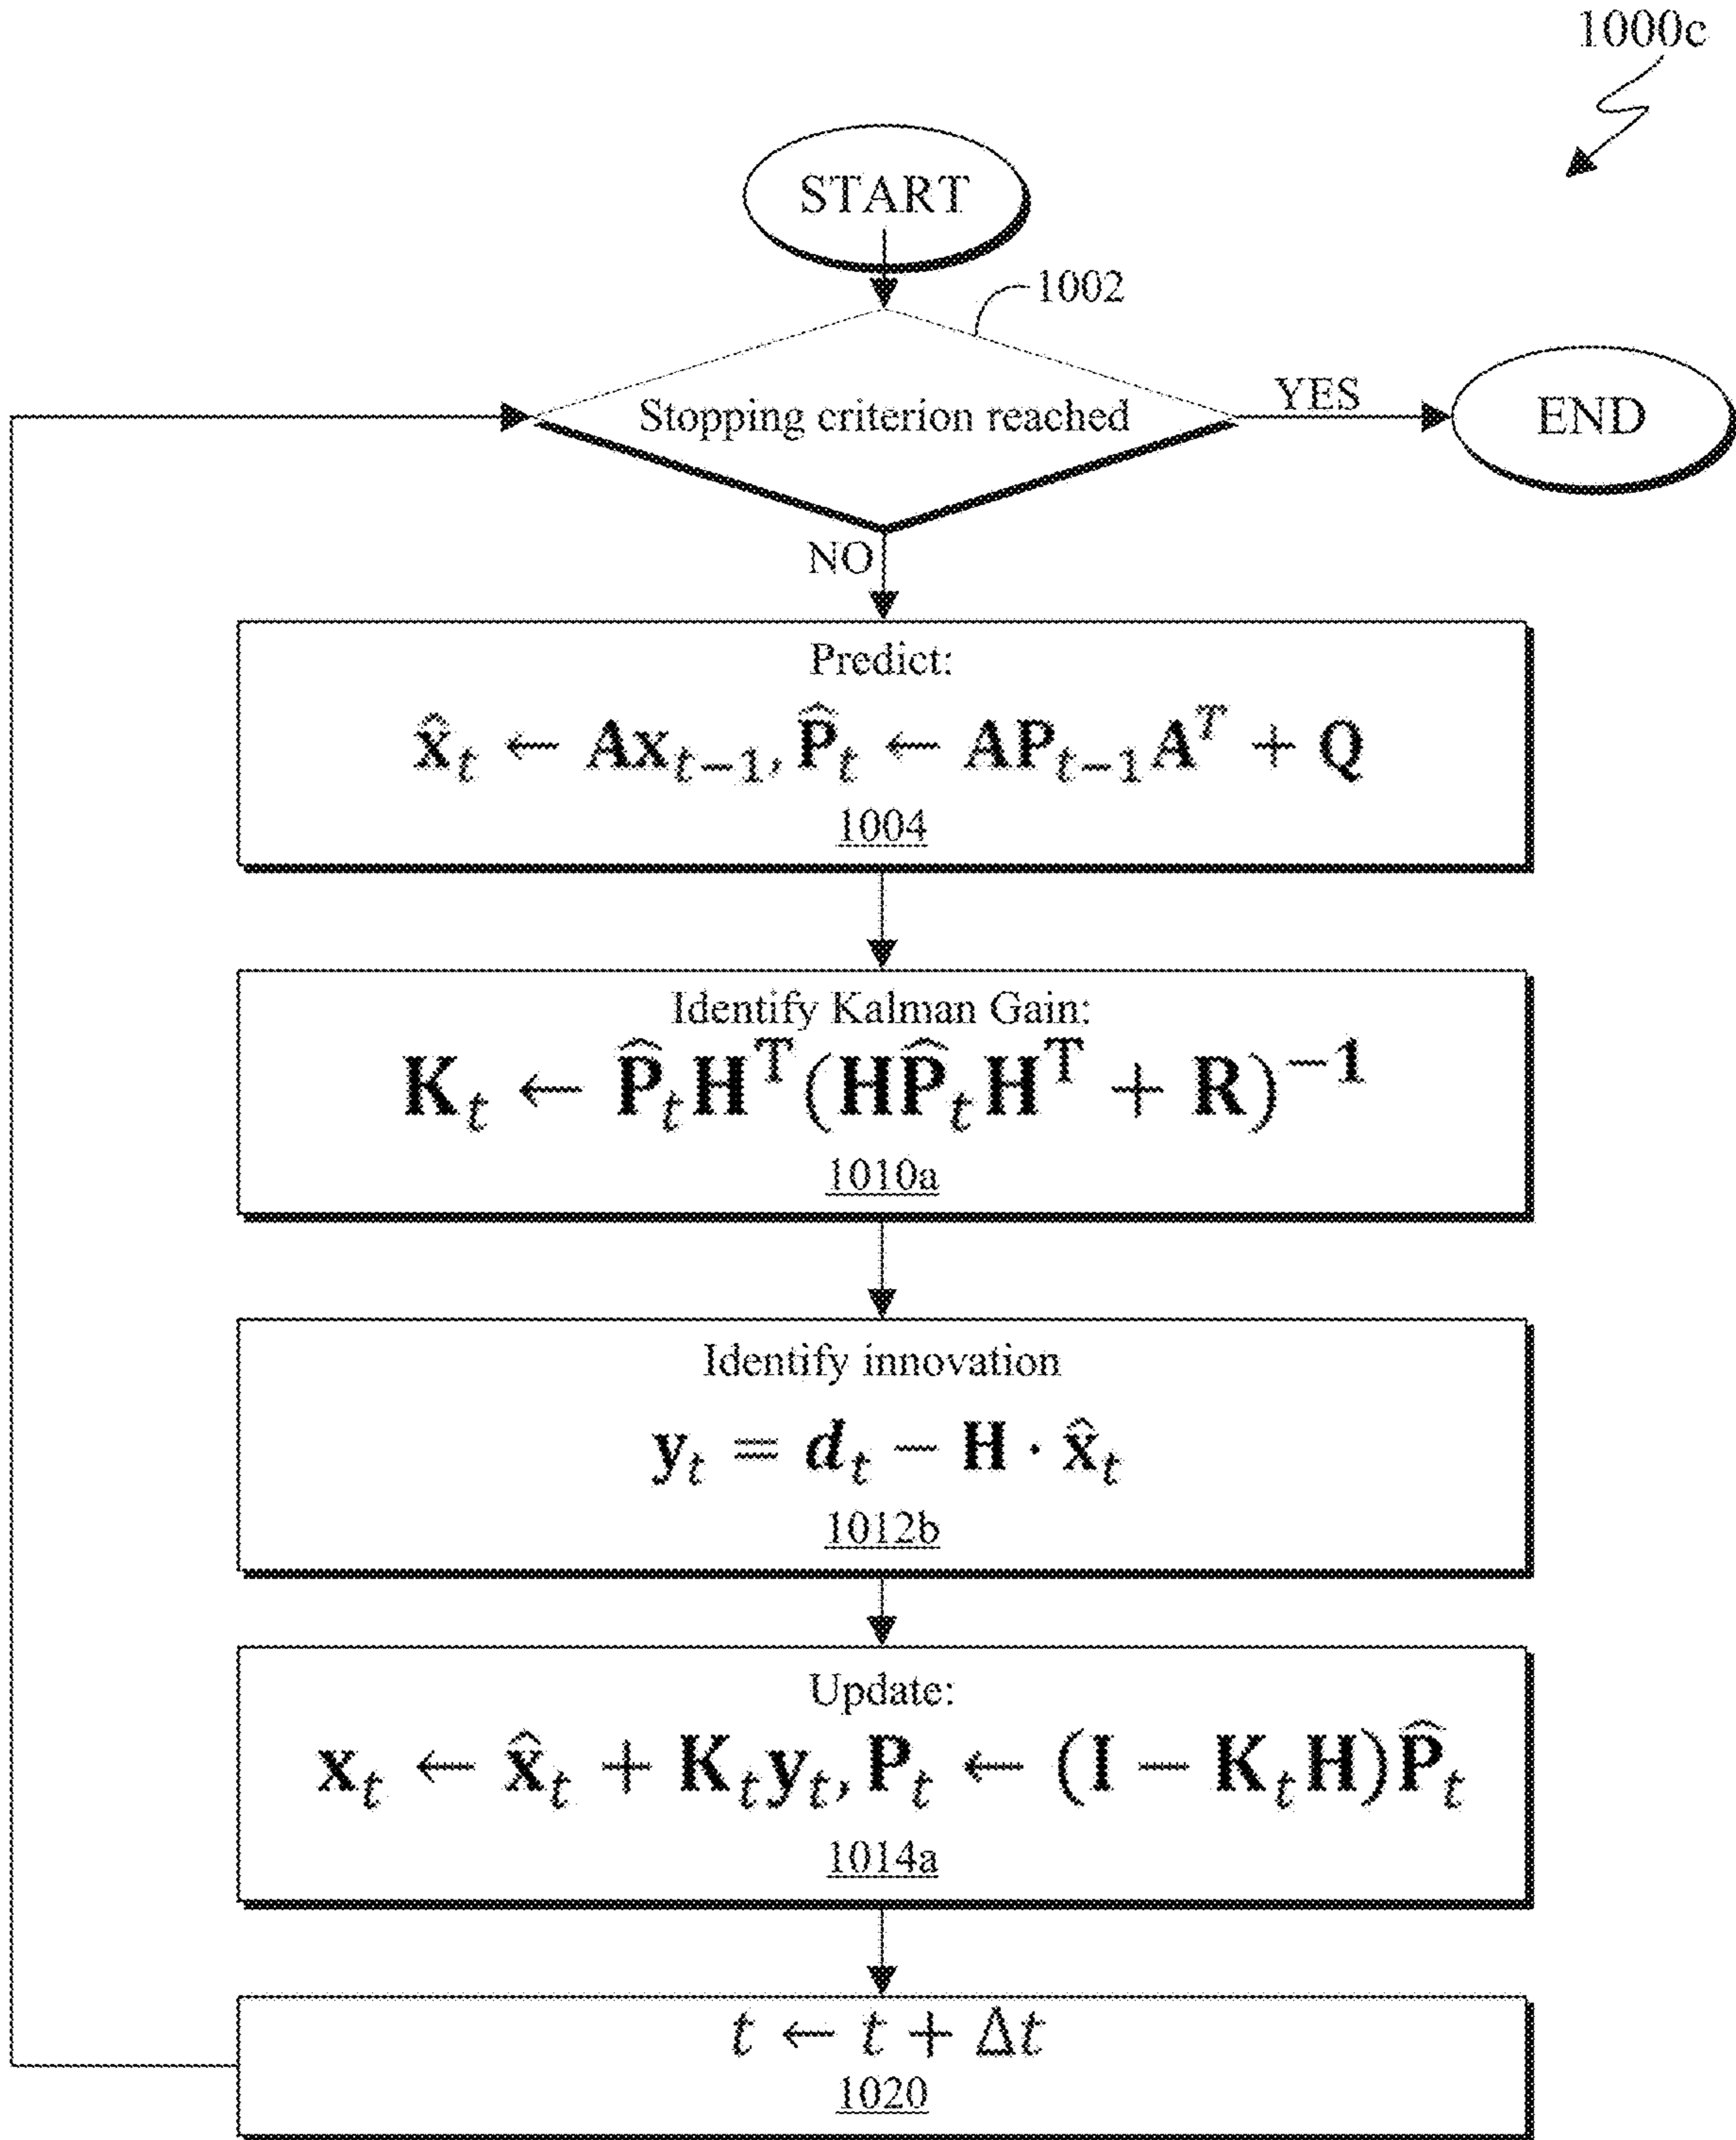 1000c
START
1002
Stopping criterion reached
YES
END
NO
Predict:
x̂_t ← Ax_{t−1}, P̂_t ← AP_{t−1}A^T + Q
1004
Identify Kalman Gain:
K_t ← P̂_t H^T (HP̂_t H^T + R)^{−1}
1010a
Identify innovation
y_t = d_t − H · x̂_t
1012b
Update:
x_t ← x̂_t + K_t y_t, P_t ← (I − K_t H)P̂_t
1014a
t ← t + Δt
1020